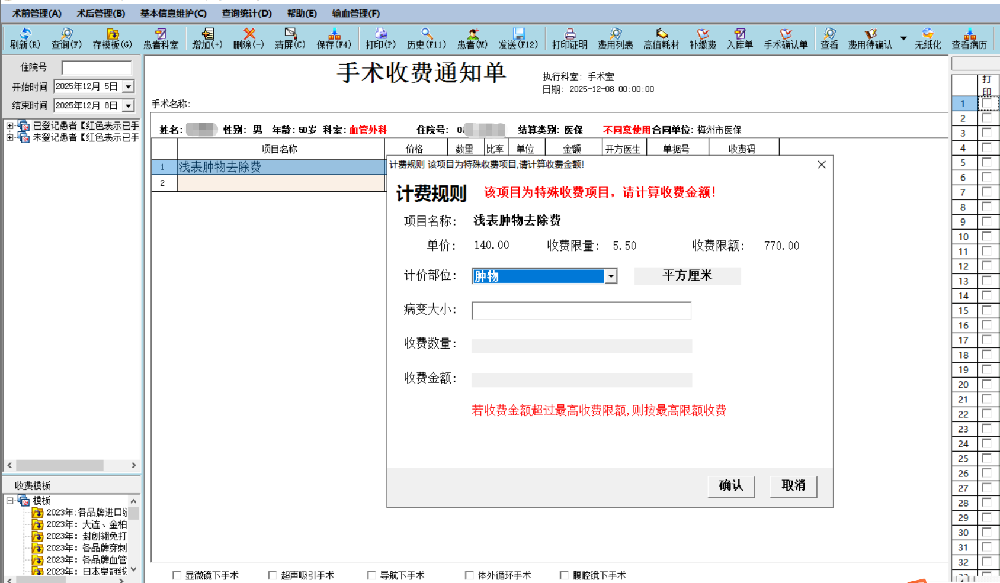 术前管理(A) 术后管理(B) 基本信息维护(C) 查询统计(D) 帮助(E) 输血管理(F)
刷新(R) 查询(F) 存模板(G) 患者科室 增加(+) 删除(-) 清屏(C) 保存(F4) 打印(P) 历史(F11) 患者(M) 发送(F12) 打印证明 费用列表 高值耗材 补缴费 入库单 手术确认单 查看 费用待确认 无纸化 查看病历
住院号
开始时间 2025年12月 5日
结束时间 2025年12月 8日
已登记患者【红色表示已手
未登记患者【红色表示已手
收费模板
模板
2023年:各品牌进口
2023年：大连、金柏
2023年：封创翎免打
2023年：各品牌穿刺
2023年：各品牌血管
2023年：日本皇冠线
手术收费通知单
执行科室: 手术室
日期: 2025-12-08 00:00:00
手术名称:
姓名: 性别: 男 年龄: 50岁 科室: 血管外科 住院号: 0 结算类别: 医保 不同意使用 合同单位: 梅州市医保
项目名称 价格 数量 比率 单位 金额 开方医生 单据号 收费码
1 浅表肿物去除费
2
计费规则 该项目为特殊收费项目,请计算收费金额!
计费规则 该项目为特殊收费项目，请计算收费金额！
项目名称: 浅表肿物去除费
单价: 140.00 收费限量: 5.50 收费限额: 770.00
计价部位: 肿物 平方厘米
病变大小:
收费数量:
收费金额:
若收费金额超过最高收费限额,则按最高限额收费
确认 取消
显微镜下手术 超声吸引手术 导航下手术 体外循环手术 腹腔镜下手术
打印
1
2
3
4
5
6
7
8
9
10
11
12
13
14
15
16
17
18
19
20
21
22
23
24
25
26
27
28
29
30
31
32